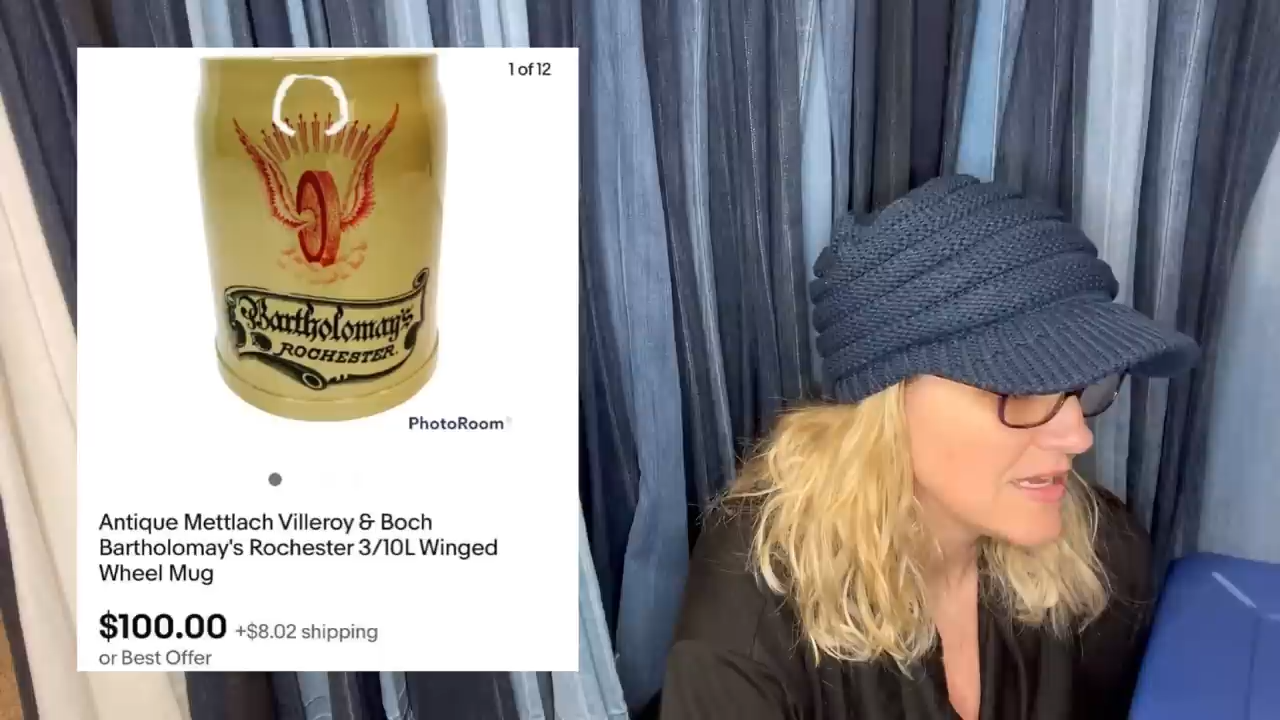 1 of 12
Bartholomay's
ROCHESTER.
PhotoRoom
Antique Mettlach Villeroy & Boch
Bartholomay's Rochester 3/10L Winged
Wheel Mug
$100.00 +$8.02 shipping
or Best Offer